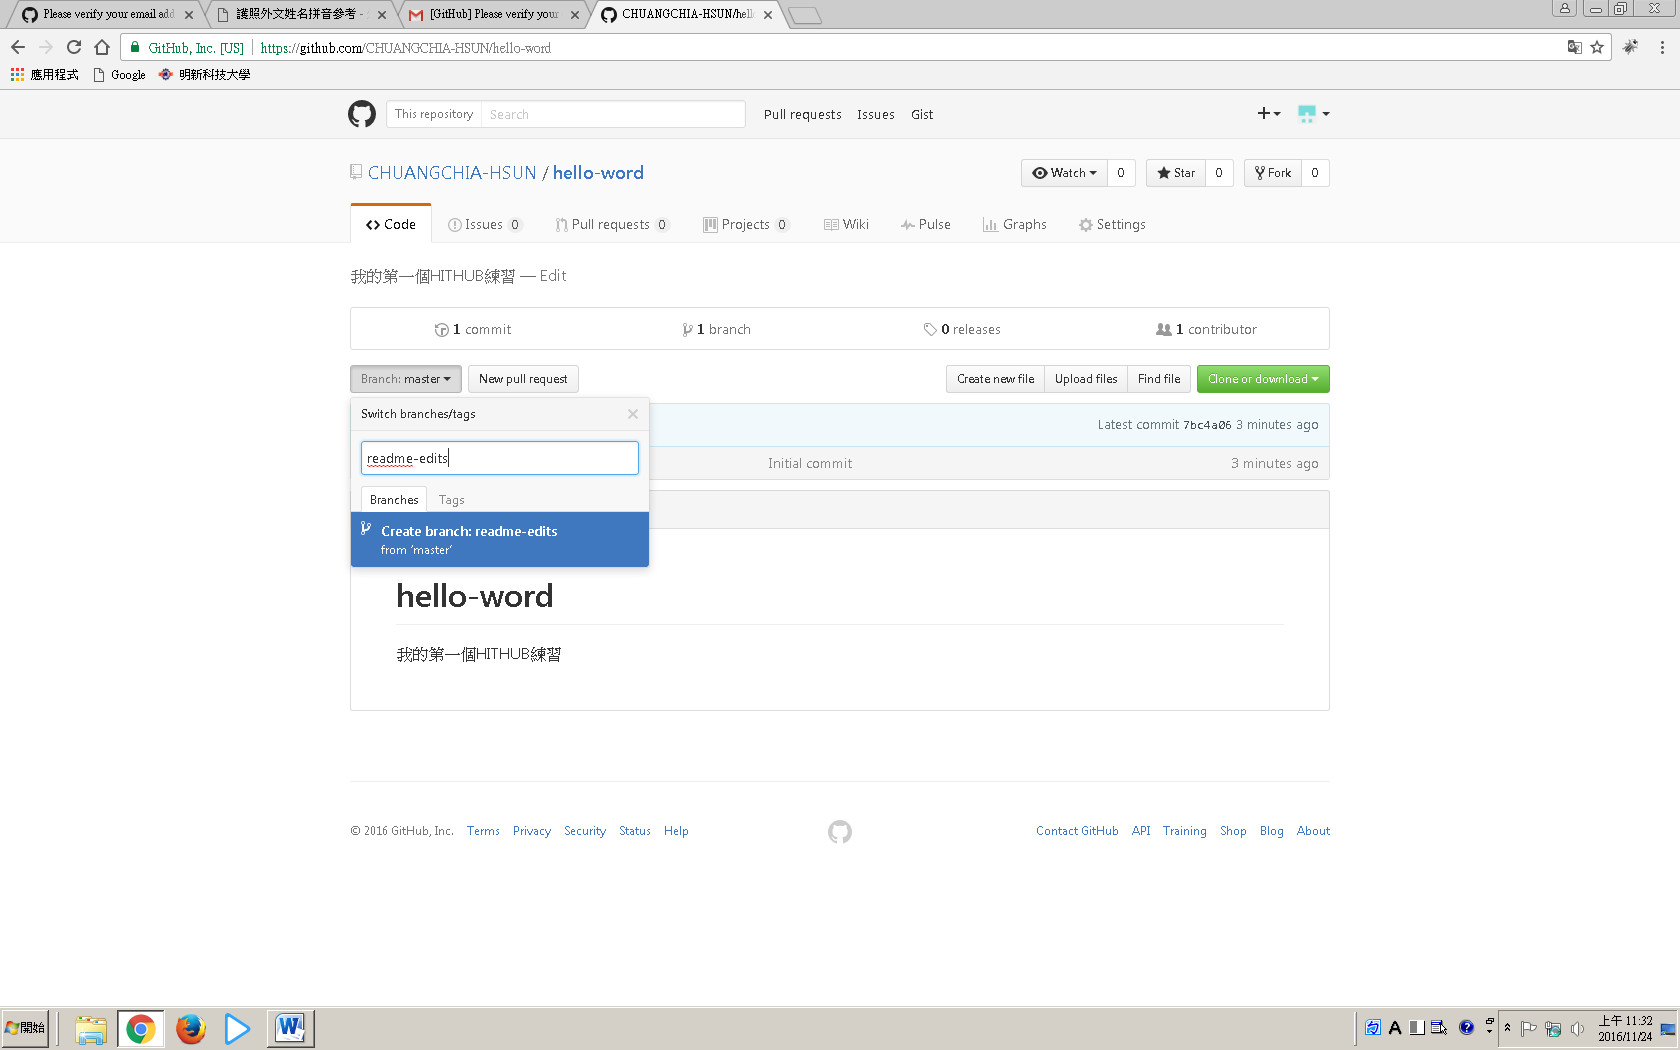 Please verify your email add
護照外文姓名拼音參考 -
[GitHub] Please verify your
CHUANGCHIA-HSUN/hell
GitHub, Inc. [US]
https://github.com/CHUANGCHIA-HSUN/hello-word
應用程式
Google
明新科技大學
This repository
Search
Pull requests
Issues
Gist
CHUANGCHIA-HSUN / hello-word
Watch
0
Star
0
Fork
0
Code
Issues 0
Pull requests 0
Projects 0
Wiki
Pulse
Graphs
Settings
我的第一個HITHUB練習 — Edit
1 commit
1 branch
0 releases
1 contributor
Branch: master
New pull request
Create new file
Upload files
Find file
Clone or download
Switch branches/tags
Latest commit 7bc4a06 3 minutes ago
readme-edits
Initial commit
3 minutes ago
Branches
Tags
Create branch: readme-edits
from 'master'
hello-word
我的第一個HITHUB練習
© 2016 GitHub, Inc.
Terms
Privacy
Security
Status
Help
Contact GitHub
API
Training
Shop
Blog
About
開始
A
上午 11:32
2016/11/24